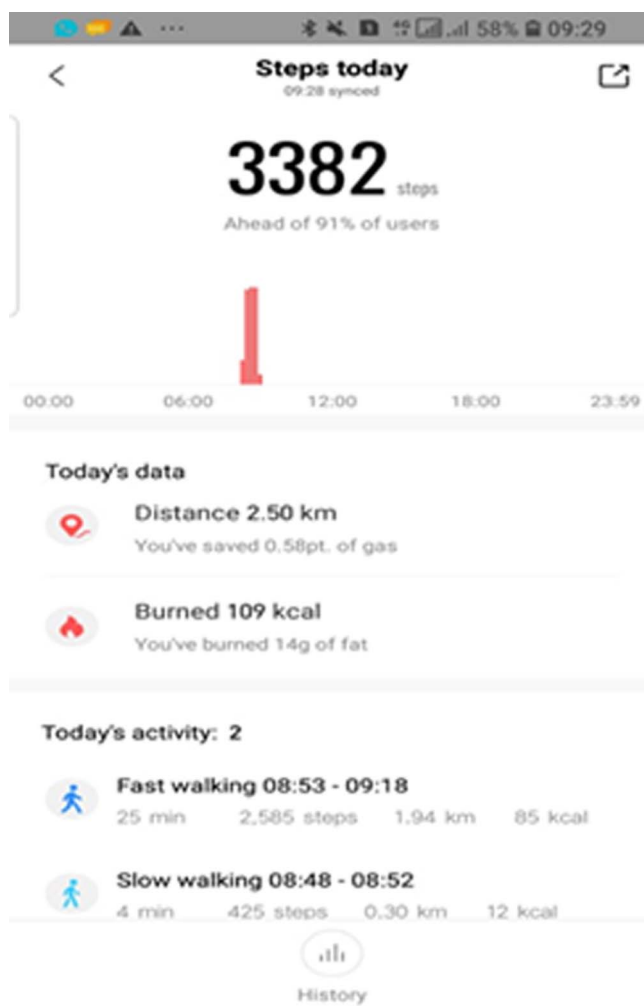 58% 09:29
Steps today
09:28 synced
3382 steps
Ahead of 91% of users
00:00 06:00 12:00 18:00 23:59
Today's data
Distance 2.50 km
You've saved 0.58pt. of gas
Burned 109 kcal
You've burned 14g of fat
Today's activity: 2
Fast walking 08:53 - 09:18
25 min 2,585 steps 1.94 km 85 kcal
Slow walking 08:48 - 08:52
4 min 425 steps 0.30 km 12 kcal
History